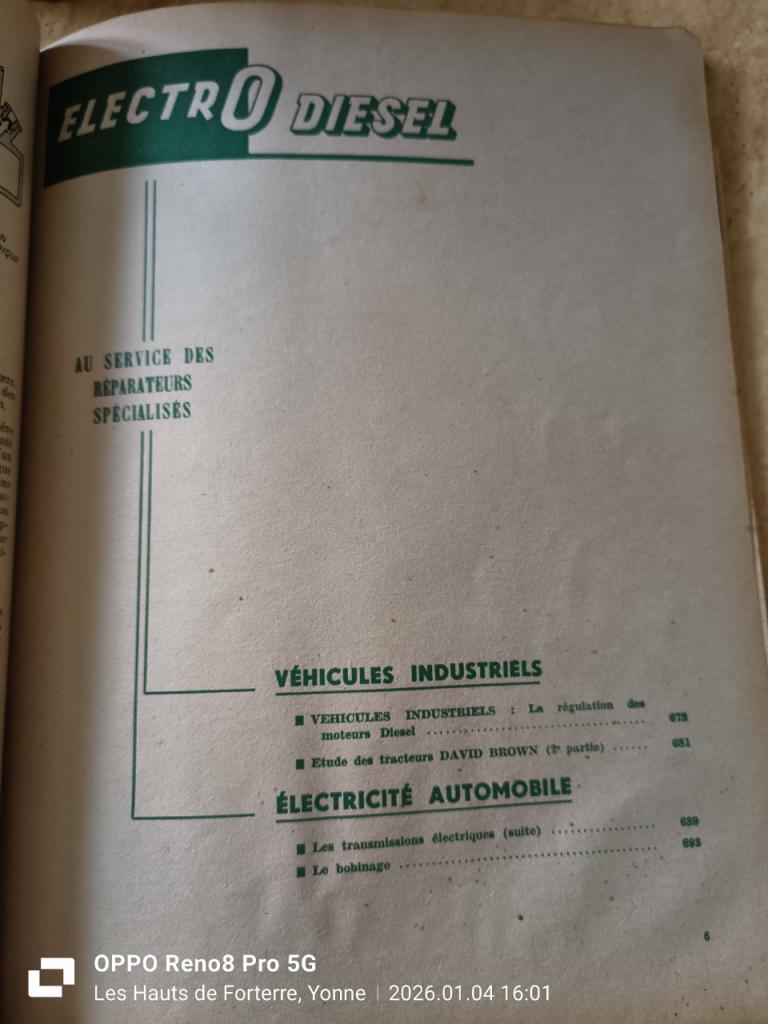 ELECTRO DIESEL
AU SERVICE DES
RÉPARATEURS
SPÉCIALISÉS
VÉHICULES INDUSTRIELS
■ VEHICULES INDUSTRIELS : La régulation des
moteurs Diesel ........................................ 673
■ Etude des tracteurs DAVID BROWN (2e partie) ...... 681
ÉLECTRICITÉ AUTOMOBILE
■ Les transmissions électriques (suite) .................. 689
■ Le bobinage ............................................. 693
6
OPPO Reno8 Pro 5G
Les Hauts de Forterre, Yonne | 2026.01.04 16:01